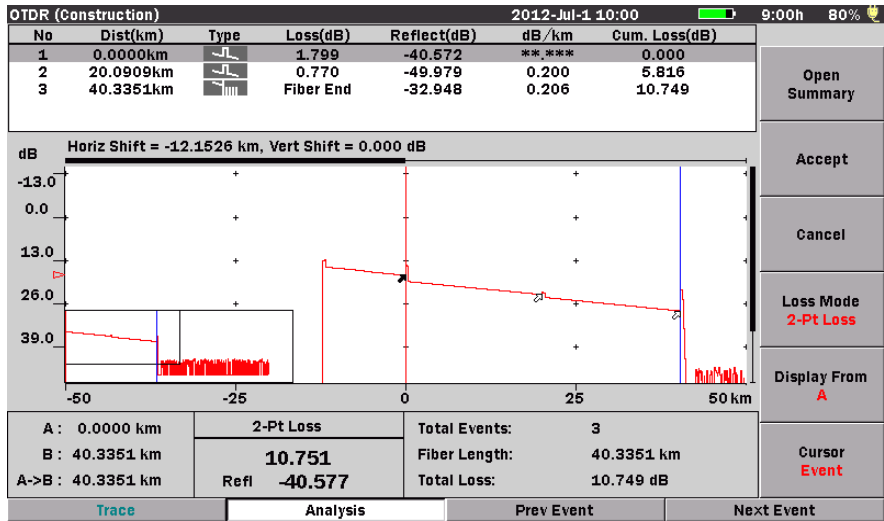 OTDR (Construction) 2012-Jul-1 10:00 9:00h 80%
No Dist(km) Type Loss(dB) Reflect(dB) dB/km Cum. Loss(dB)
1 0.0000km 1.799 -40.572 **.*** 0.000
2 20.0909km 0.770 -49.979 0.200 5.816
3 40.3351km Fiber End -32.948 0.206 10.749
Open
Summary
Accept
Cancel
Loss Mode
2-Pt Loss
Display From
A
Cursor
Event
Horiz Shift = -12.1526 km, Vert Shift = 0.000 dB
dB
-13.0
0.0
13.0
26.0
39.0
-50 -25 0 25 50 km
A: 0.0000 km
B: 40.3351 km
A->B: 40.3351 km
2-Pt Loss
10.751
Refl -40.577
Total Events: 3
Fiber Length: 40.3351 km
Total Loss: 10.749 dB
Trace Analysis Prev Event Next Event